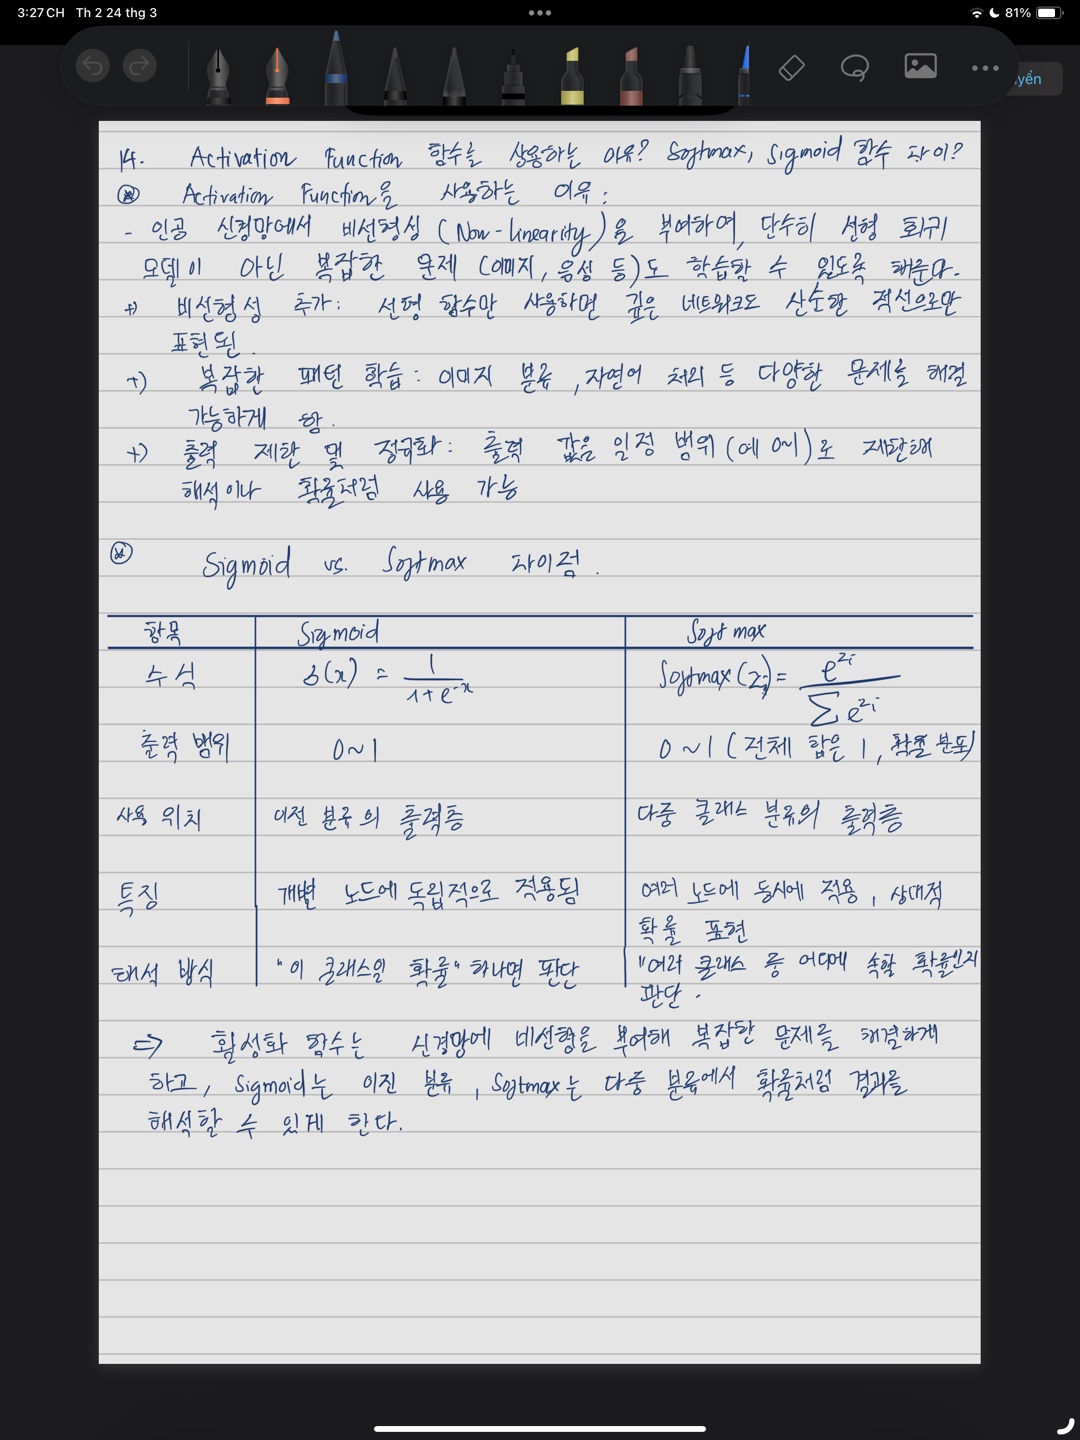 3:27 CH Th 2 24 thg 3
81%
yển
14. Activation Function 함수를 사용하는 이유? Softmax, Sigmoid 함수 차이?
Activation Function을 사용하는 이유:
- 인공 신경망에서 비선형성 (Non-linearity)을 부여하여, 단순히 선형 회귀
모델이 아닌 복잡한 문제 (이미지, 음성 등)도 학습할 수 있도록 해준다.
+) 비선형성 추가: 선형 함수만 사용하면 깊은 네트워크도 단순한 직선으로만
표현된.
+) 복잡한 패턴 학습: 이미지 분류, 자연어 처리 등 다양한 문제를 해결
가능하게 함.
+) 출력 제한 및 정규화: 출력 값을 일정 범위 (예 0~1)로 제한해
해석이나 확률처럼 사용 가능
Sigmoid vs. Softmax 차이점.
항목 Sigmoid Softmax
수식 σ(x) = 1/(1+e^-x) Softmax(zi) = e^zi / ∑ e^zi
출력 범위 0~1 0~1 (전체 합은 1, 확률 분포)
사용 위치 이진 분류의 출력층 다중 클래스 분류의 출력층
특징 개별 노드에 독립적으로 적용됨 여러 노드에 동시에 적용, 상대적
확률 표현
해석 방식 "이 클래스일 확률" 하나면 판단 "여러 클래스 중 어디에 속할 확률인지
판단.
⇒ 활성화 함수는 신경망에 비선형을 부여해 복잡한 문제를 해결하게
하고, Sigmoid는 이진 분류, Softmax는 다중 분류에서 확률처럼 결과를
해석할 수 있게 한다.